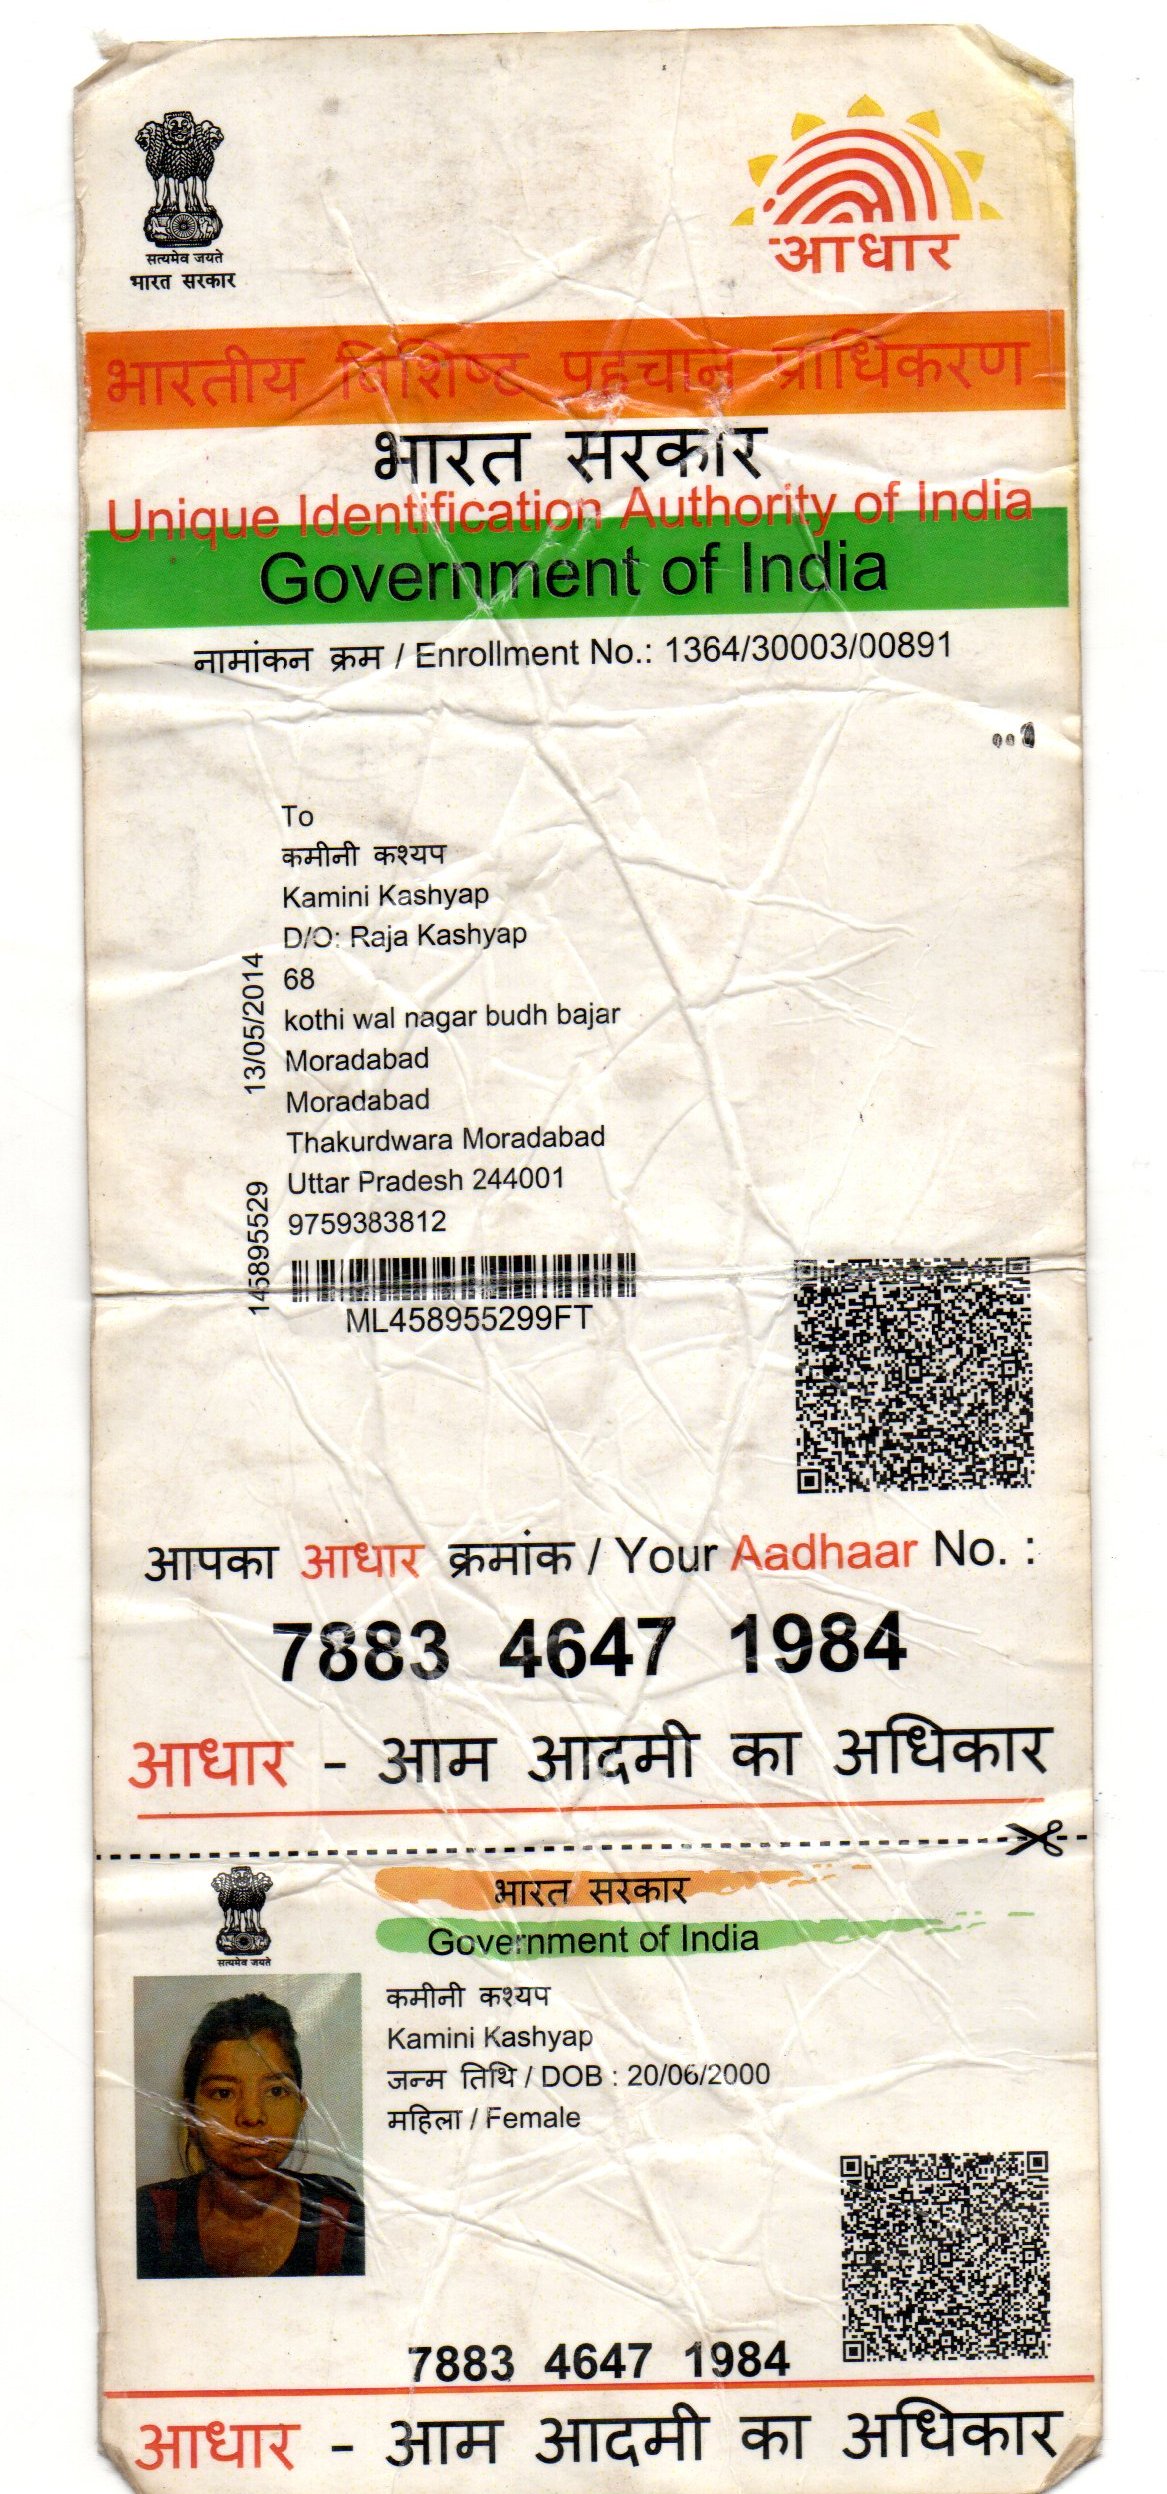 सत्यमेव जयते
भारत सरकार
आधार
भारतीय विशिष्ट पहचान प्राधिकरण
भारत सरकार
Unique Identification Authority of India
Government of India
नामांकन क्रम / Enrollment No.: 1364/30003/00891
To
कमीनी कश्यप
Kamini Kashyap
D/O: Raja Kashyap
68
kothi wal nagar budh bajar
Moradabad
Moradabad
Thakurdwara Moradabad
Uttar Pradesh 244001
9759383812
13/05/2014
145895529
ML458955299FT
आपका आधार क्रमांक / Your Aadhaar No. :
7883 4647 1984
आधार - आम आदमी का अधिकार
सत्यमेव जयते
भारत सरकार
Government of India
कमीनी कश्यप
Kamini Kashyap
जन्म तिथि / DOB : 20/06/2000
महिला / Female
7883 4647 1984
आधार - आम आदमी का अधिकार